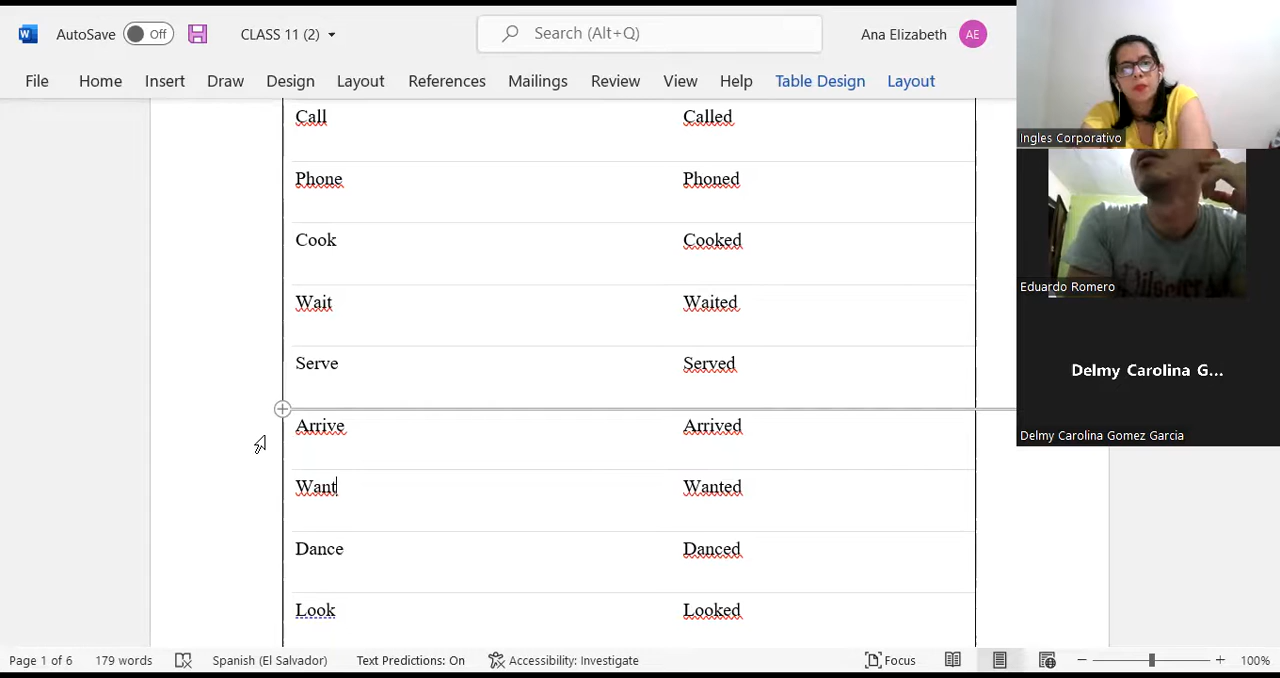 AutoSave Off CLASS 11 (2) Search (Alt+Q) Ana Elizabeth AE
File Home Insert Draw Design Layout References Mailings Review View Help Table Design Layout
Call Called
Phone Phoned
Cook Cooked
Wait Waited
Serve Served
Arrive Arrived
Want Wanted
Dance Danced
Look Looked
Ingles Corporativo
Eduardo Romero
Delmy Carolina G...
Delmy Carolina Gomez Garcia
Page 1 of 6 179 words Spanish (El Salvador) Text Predictions: On Accessibility: Investigate Focus 100%